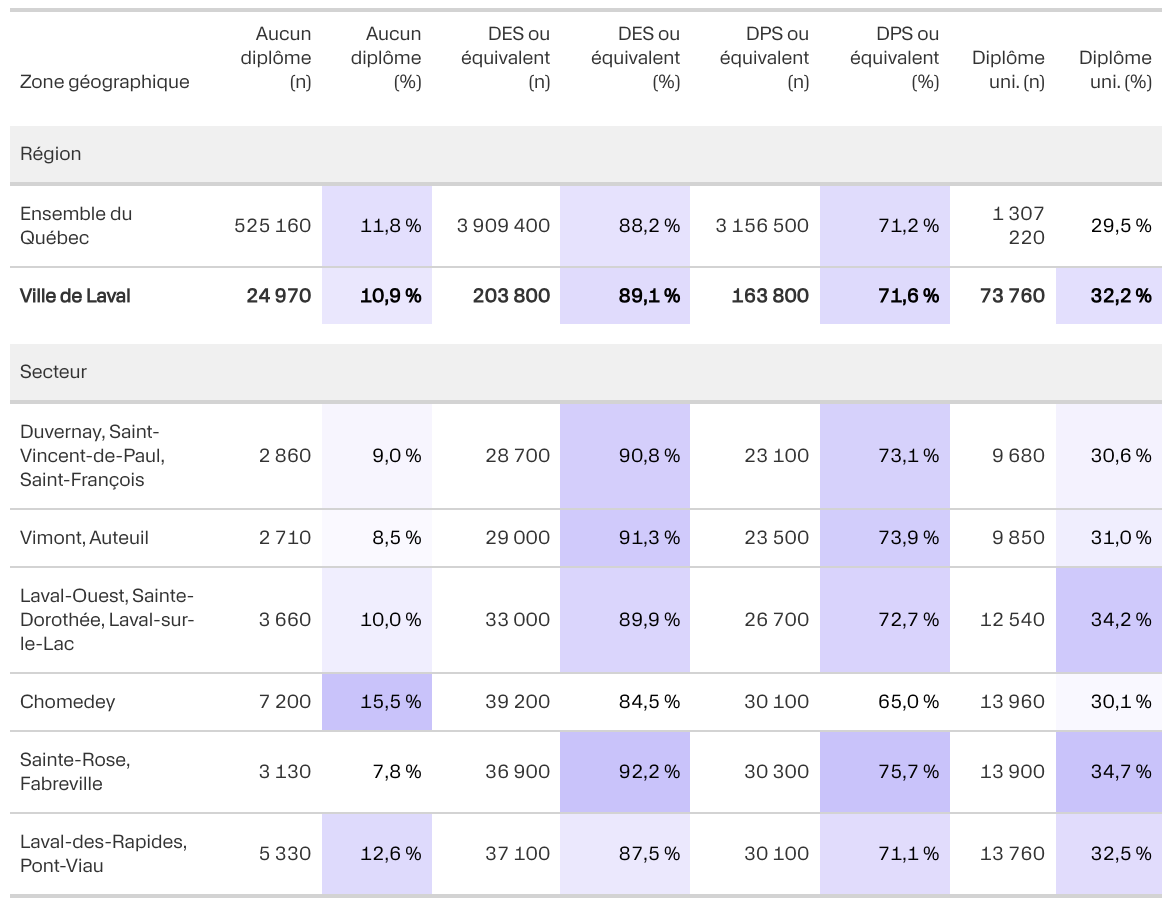 Zone géographique Aucun diplôme (n) Aucun diplôme (%) DES ou équivalent (n) DES ou équivalent (%) DPS ou équivalent (n) DPS ou équivalent (%) Diplôme uni. (n) Diplôme uni. (%)
Région
Ensemble du Québec 525 160 11,8 % 3 909 400 88,2 % 3 156 500 71,2 % 1 307 220 29,5 %
Ville de Laval 24 970 10,9 % 203 800 89,1 % 163 800 71,6 % 73 760 32,2 %
Secteur
Duvernay, Saint-Vincent-de-Paul, Saint-François 2 860 9,0 % 28 700 90,8 % 23 100 73,1 % 9 680 30,6 %
Vimont, Auteuil 2 710 8,5 % 29 000 91,3 % 23 500 73,9 % 9 850 31,0 %
Laval-Ouest, Sainte-Dorothée, Laval-sur-le-Lac 3 660 10,0 % 33 000 89,9 % 26 700 72,7 % 12 540 34,2 %
Chomedey 7 200 15,5 % 39 200 84,5 % 30 100 65,0 % 13 960 30,1 %
Sainte-Rose, Fabreville 3 130 7,8 % 36 900 92,2 % 30 300 75,7 % 13 900 34,7 %
Laval-des-Rapides, Pont-Viau 5 330 12,6 % 37 100 87,5 % 30 100 71,1 % 13 760 32,5 %